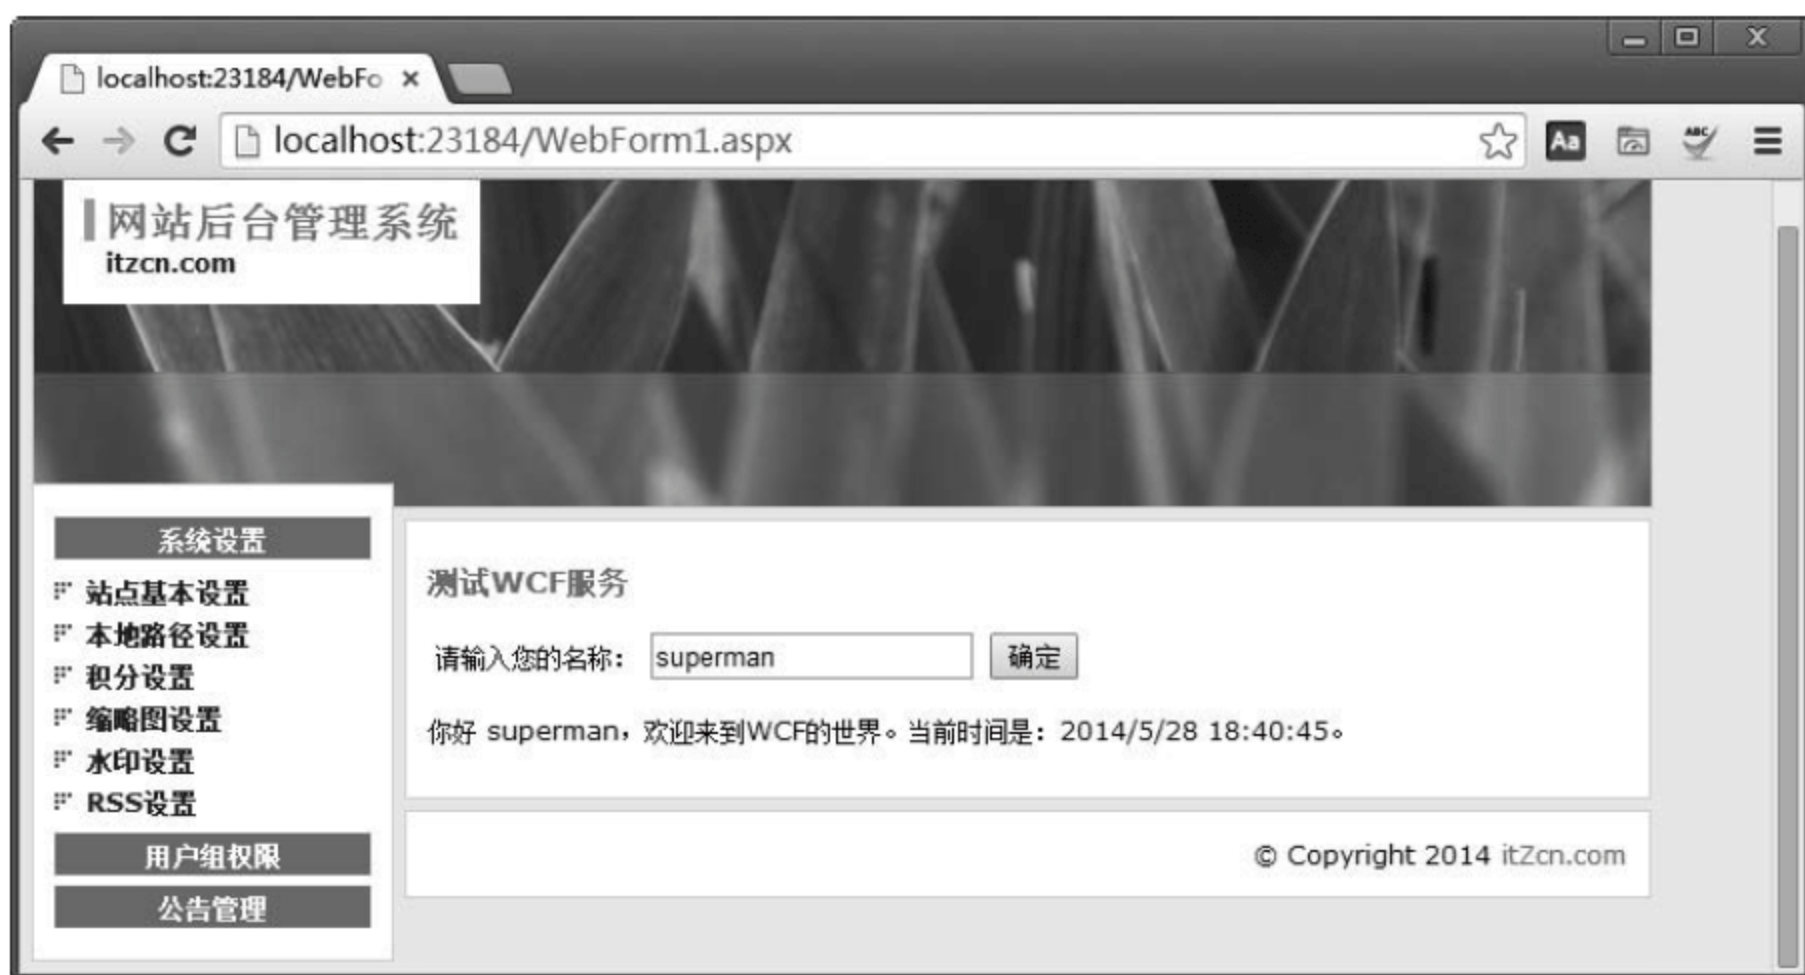 localhost:23184/WebFo
localhost:23184/WebForm1.aspx
Aa
ABC
网站后台管理系统
itzcn.com
系统设置
站点基本设置
本地路径设置
积分设置
缩略图设置
水印设置
RSS设置
用户组权限
公告管理
测试WCF服务
请输入您的名称： superman 确定
你好 superman，欢迎来到WCF的世界。当前时间是：2014/5/28 18:40:45。
© Copyright 2014 itZcn.com